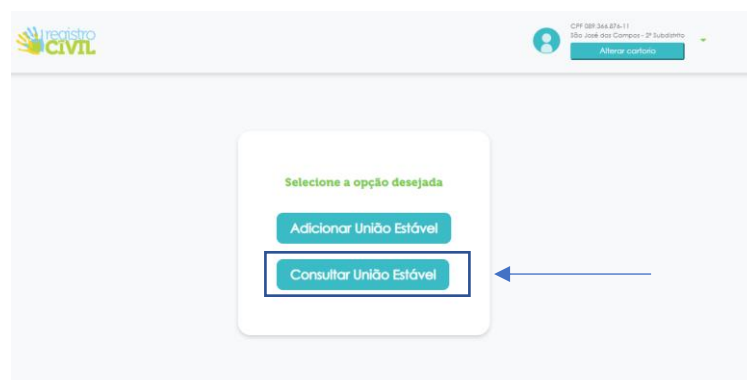 registro
CIVIL
CPF 089.366.876-11
São José dos Campos - 2º Subdistrito
Alterar cartorio
Selecione a opção desejada
Adicionar União Estável
Consultar União Estável